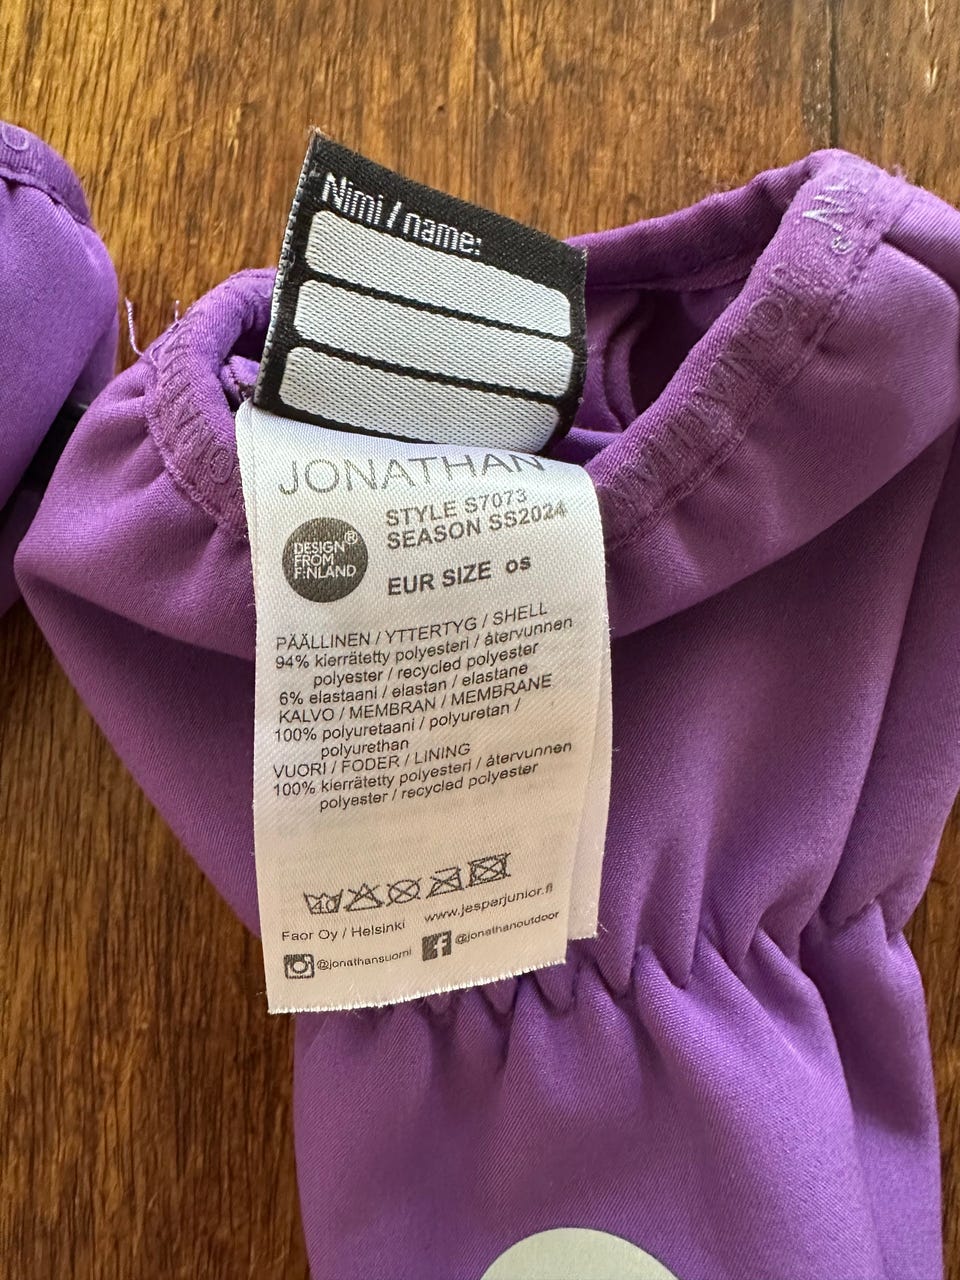 Nimi / name:
JONATHAN
STYLE S7073
SEASON SS2024
DESIGN
FROM
FINLAND
®
EUR SIZE os
PÄÄLLINEN / YTTERTYG / SHELL
94% kierrätetty polyesteri / återvunnen
polyester / recycled polyester
6% elastaani / elastan / elastane
KALVO / MEMBRAN / MEMBRANE
100% polyuretaani / polyuretan /
polyurethan
VUORI / FODER / LINING
100% kierrätetty polyesteri / återvunnen
polyester / recycled polyester
40
Faor Oy / Helsinki www.jesperjunior.fi
@jonathansuomi @jonathanoutdoor
JONATHAN